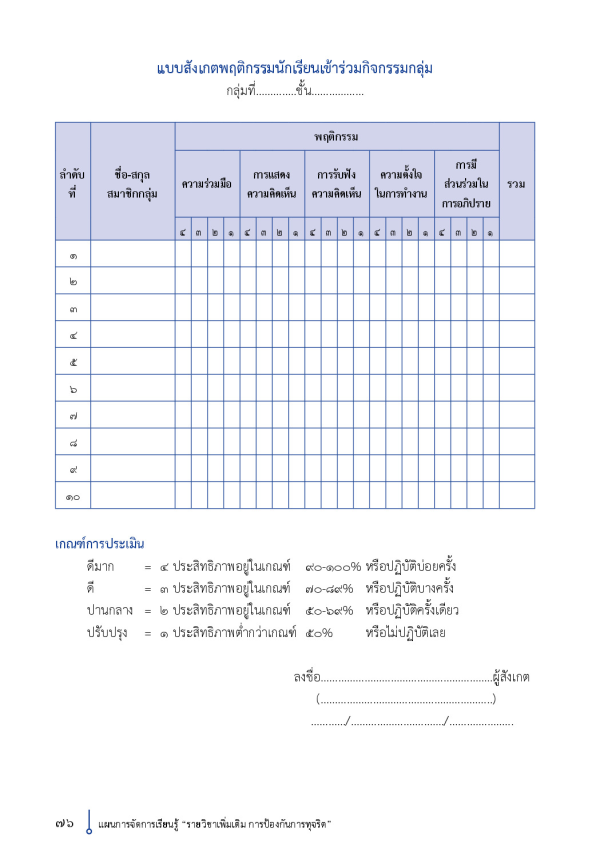 แบบสังเกตพฤติกรรมนักเรียนเข้าร่วมกิจกรรมกลุ่ม
กลุ่มที่..............ชั้น..................
พฤติกรรม
ลำดับ
ที่
ชื่อ-สกุล
สมาชิกกลุ่ม
ความร่วมมือ
การแสดง
ความคิดเห็น
การรับฟัง
ความคิดเห็น
ความตั้งใจ
ในการทำงาน
การมี
ส่วนร่วมใน
การอภิปราย
รวม
๔ ๓ ๒ ๑ ๔ ๓ ๒ ๑ ๔ ๓ ๒ ๑ ๔ ๓ ๒ ๑ ๔ ๓ ๒ ๑
๑
๒
๓
๔
๕
๖
๗
๘
๙
๑๐
เกณฑ์การประเมิน
ดีมาก = ๔ ประสิทธิภาพอยู่ในเกณฑ์ ๙๐-๑๐๐% หรือปฏิบัติบ่อยครั้ง
ดี = ๓ ประสิทธิภาพอยู่ในเกณฑ์ ๗๐-๘๙% หรือปฏิบัติบางครั้ง
ปานกลาง = ๒ ประสิทธิภาพอยู่ในเกณฑ์ ๕๐-๖๙% หรือปฏิบัติครั้งเดียว
ปรับปรุง = ๑ ประสิทธิภาพต่ำกว่าเกณฑ์ ๕๐% หรือไม่ปฏิบัติเลย
ลงชื่อ............................................................ผู้สังเกต
(............................................................)
............/................................/......................
๗๖ แผนการจัดการเรียนรู้ “รายวิชาเพิ่มเติม การป้องกันการทุจริต”